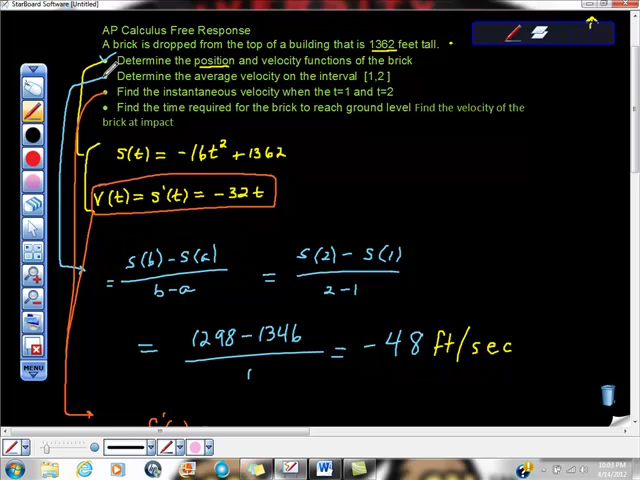 StarBoard Software [Untitled]
AP Calculus Free Response
A brick is dropped from the top of a building that is 1362 feet tall.
• Determine the position and velocity functions of the brick
• Determine the average velocity on the interval [1,2]
• Find the instantaneous velocity when the t=1 and t=2
• Find the time required for the brick to reach ground level Find the velocity of the
brick at impact
s(t) = -16t² + 1362
v(t) = s'(t) = -32t
= s(b) - s(a) / b-a = s(2) - s(1) / 2-1
= 1298 - 1346 / 1 = -48 ft/sec
MENU
10:03 PM
4/14/2012